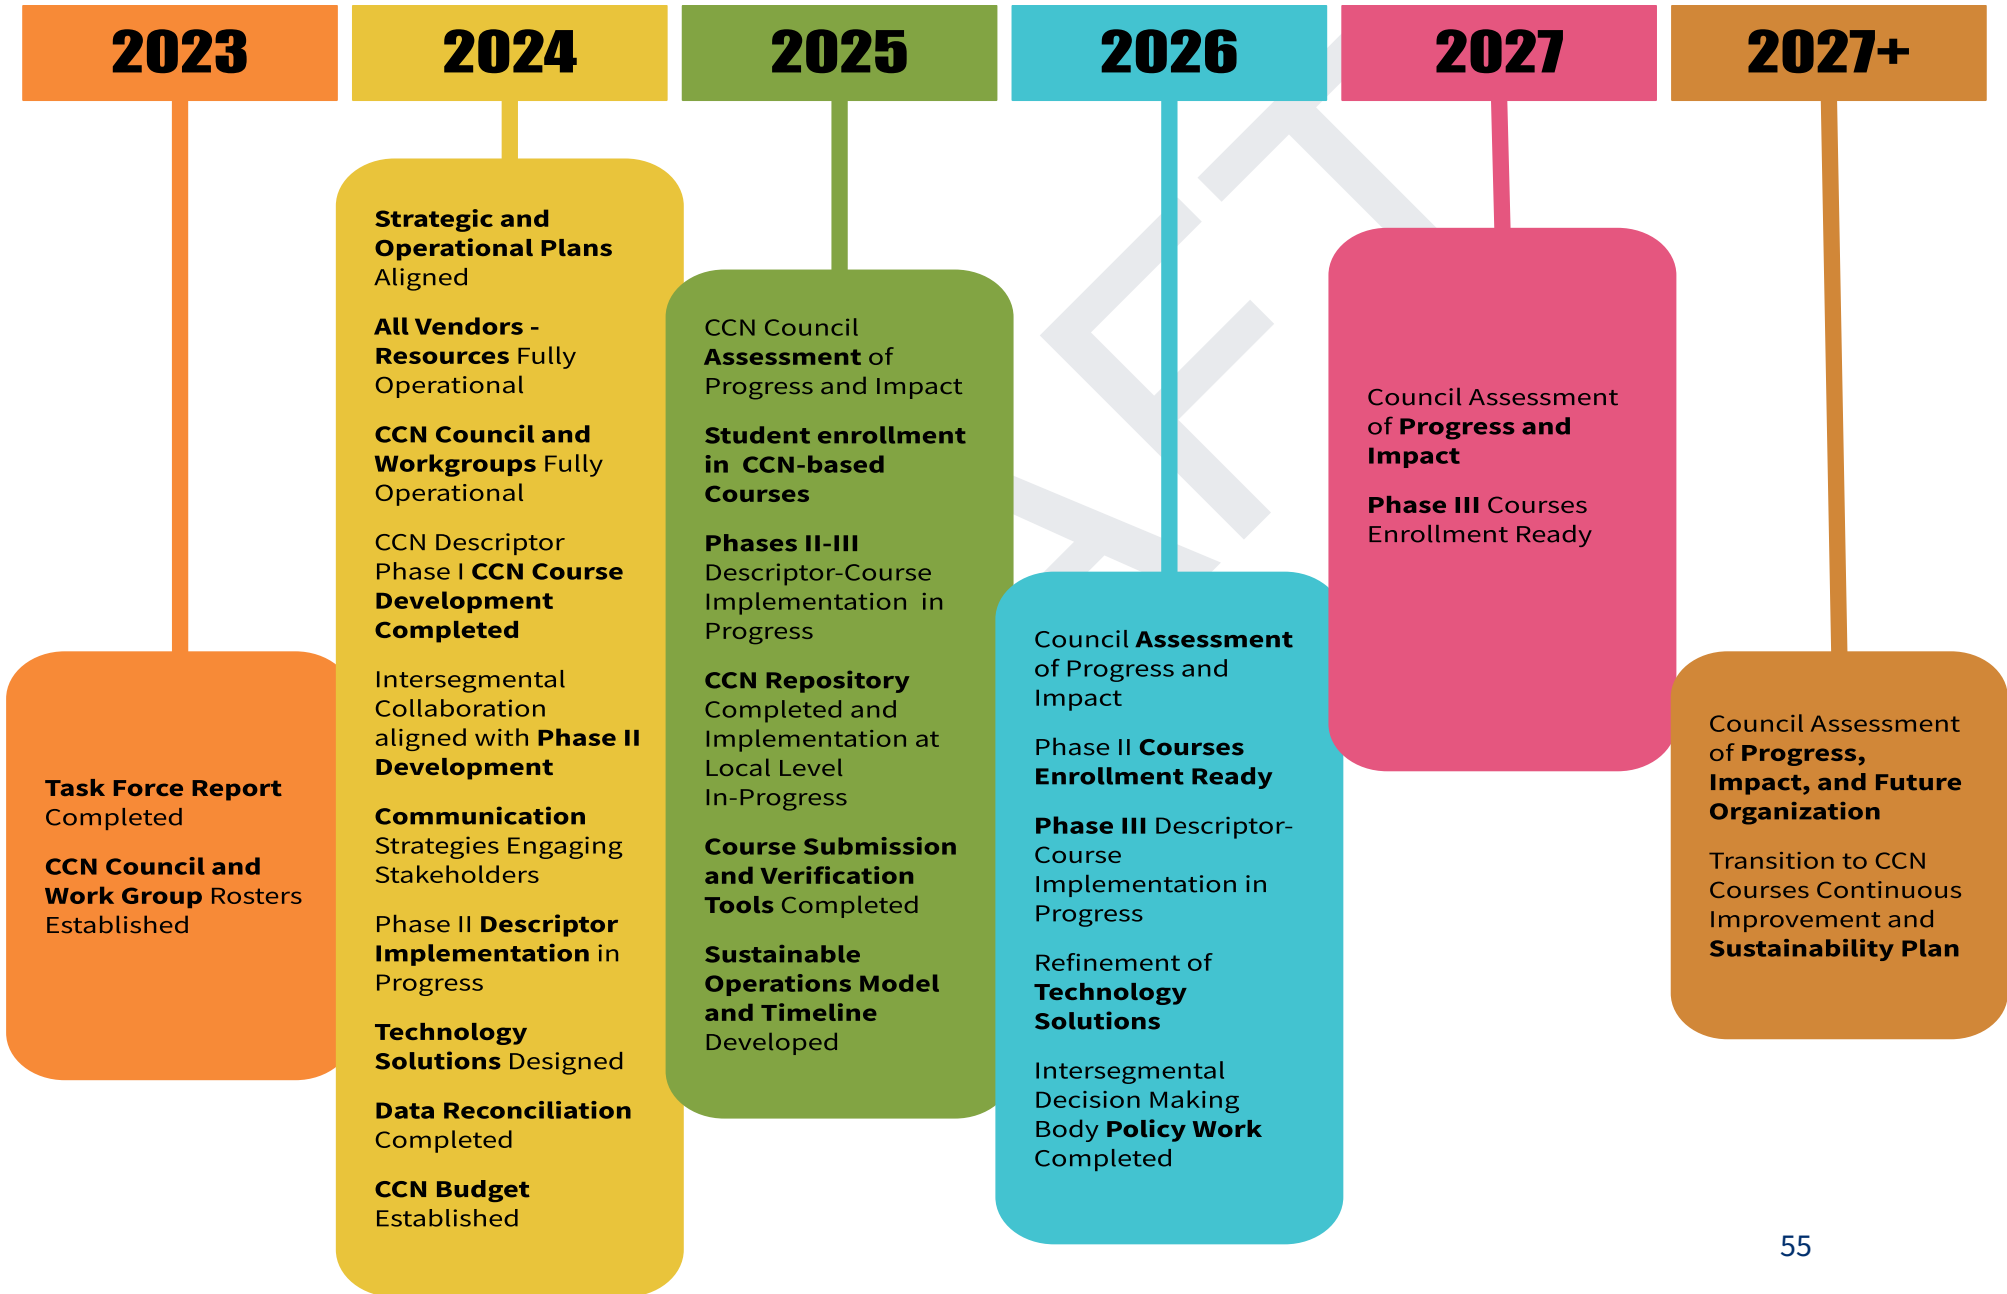 2023
2024
2025
2026
2027
2027+
Task Force Report
Completed
CCN Council and
Work Group Rosters
Established
Strategic and
Operational Plans
Aligned
All Vendors -
Resources Fully
Operational
CCN Council and
Workgroups Fully
Operational
CCN Descriptor
Phase I CCN Course
Development
Completed
Intersegmental
Collaboration
aligned with Phase II
Development
Communication
Strategies Engaging
Stakeholders
Phase II Descriptor
Implementation in
Progress
Technology
Solutions Designed
Data Reconciliation
Completed
CCN Budget
Established
CCN Council
Assessment of
Progress and Impact
Student enrollment
in CCN-based
Courses
Phases II-III
Descriptor-Course
Implementation in
Progress
CCN Repository
Completed and
Implementation at
Local Level
In-Progress
Course Submission
and Verification
Tools Completed
Sustainable
Operations Model
and Timeline
Developed
Council Assessment
of Progress and
Impact
Phase II Courses
Enrollment Ready
Phase III Descriptor-
Course
Implementation in
Progress
Refinement of
Technology
Solutions
Intersegmental
Decision Making
Body Policy Work
Completed
Council Assessment
of Progress and
Impact
Phase III Courses
Enrollment Ready
Council Assessment
of Progress,
Impact, and Future
Organization
Transition to CCN
Courses Continuous
Improvement and
Sustainability Plan
55